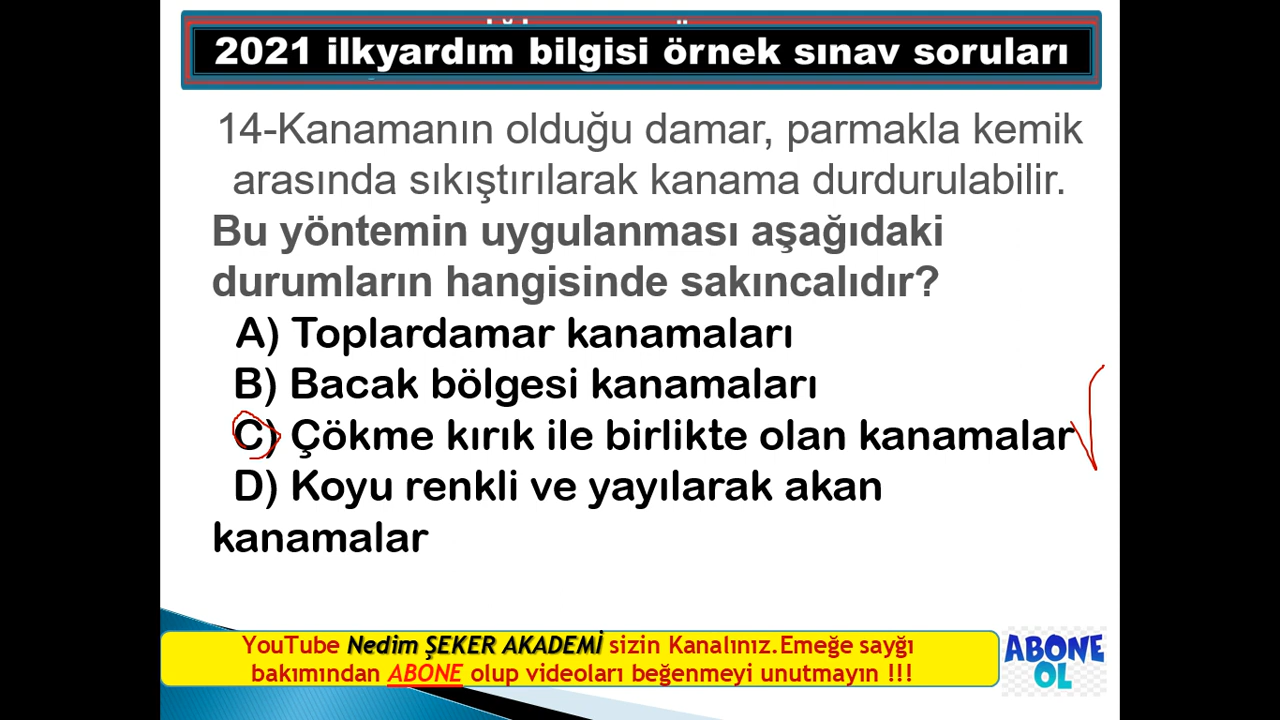 2021 ilkyardım bilgisi örnek sınav soruları
14-Kanamanın olduğu damar, parmakla kemik
arasında sıkıştırılarak kanama durdurulabilir.
Bu yöntemin uygulanması aşağıdaki
durumların hangisinde sakıncalıdır?
A) Toplardamar kanamaları
B) Bacak bölgesi kanamaları
C) Çökme kırık ile birlikte olan kanamalar
D) Koyu renkli ve yayılarak akan
kanamalar
YouTube Nedim ŞEKER AKADEMİ sizin Kanalınız.Emeğe sayğı
bakımından ABONE olup videoları beğenmeyi unutmayın !!!
ABONE
OL